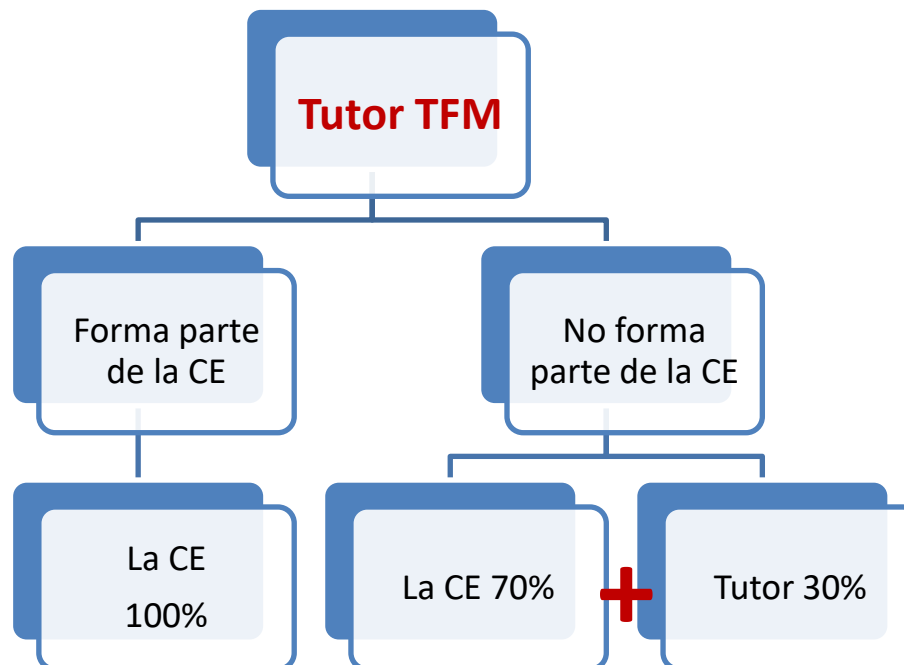 Tutor TFM
Forma parte
de la CE
No forma
parte de la CE
La CE
100%
La CE 70%
+
Tutor 30%